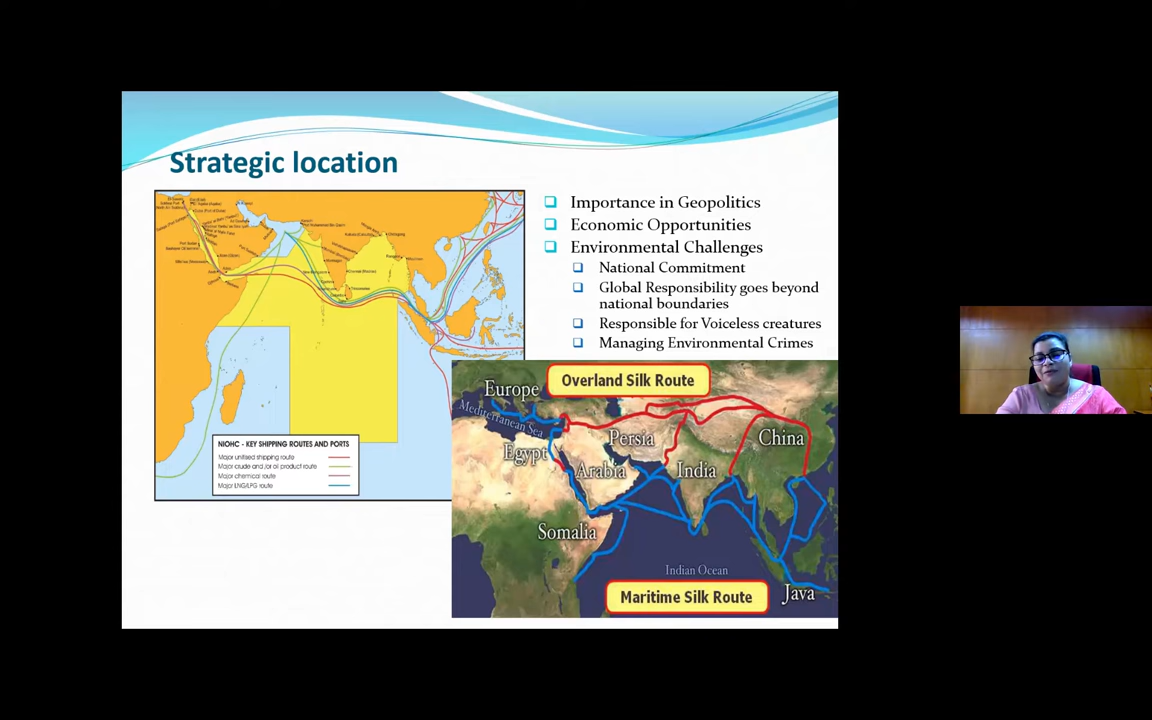 Strategic location
Importance in Geopolitics
Economic Opportunities
Environmental Challenges
National Commitment
Global Responsibility goes beyond
national boundaries
Responsible for Voiceless creatures
Managing Environmental Crimes
NIOHC - KEY SHIPPING ROUTES AND PORTS
Major unitised shipping route
Major crude and /or oil product route
Major chemical route
Major LNG/LPG route
Overland Silk Route
Europe
Mediterranean Sea
Egypt
Persia
China
Arabia
India
Somalia
Indian Ocean
Maritime Silk Route
Java